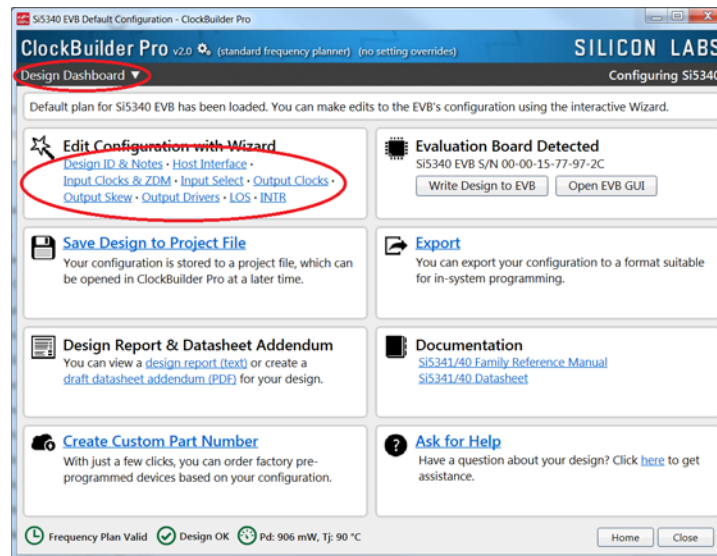 Si5340 EVB Default Configuration - ClockBuilder Pro
ClockBuilder Pro v2.0 (standard frequency planner) (no setting overrides)
SILICON LABS
Design Dashboard ▼
Configuring Si5340
Default plan for Si5340 EVB has been loaded. You can make edits to the EVB's configuration using the interactive Wizard.
Edit Configuration with Wizard
Design ID & Notes · Host Interface ·
Input Clocks & ZDM · Input Select · Output Clocks ·
Output Skew · Output Drivers · LOS · INTR
Evaluation Board Detected
Si5340 EVB S/N 00-00-15-77-97-2C
Write Design to EVB
Open EVB GUI
Save Design to Project File
Your configuration is stored to a project file, which can
be opened in ClockBuilder Pro at a later time.
Export
You can export your configuration to a format suitable
for in-system programming.
Design Report & Datasheet Addendum
You can view a design report (text) or create a
draft datasheet addendum (PDF) for your design.
Documentation
Si5341/40 Family Reference Manual
Si5341/40 Datasheet
Create Custom Part Number
With just a few clicks, you can order factory pre-
programmed devices based on your configuration.
Ask for Help
Have a question about your design? Click here to get
assistance.
Frequency Plan Valid
Design OK
Pd: 906 mW, Tj: 90 °C
Home
Close